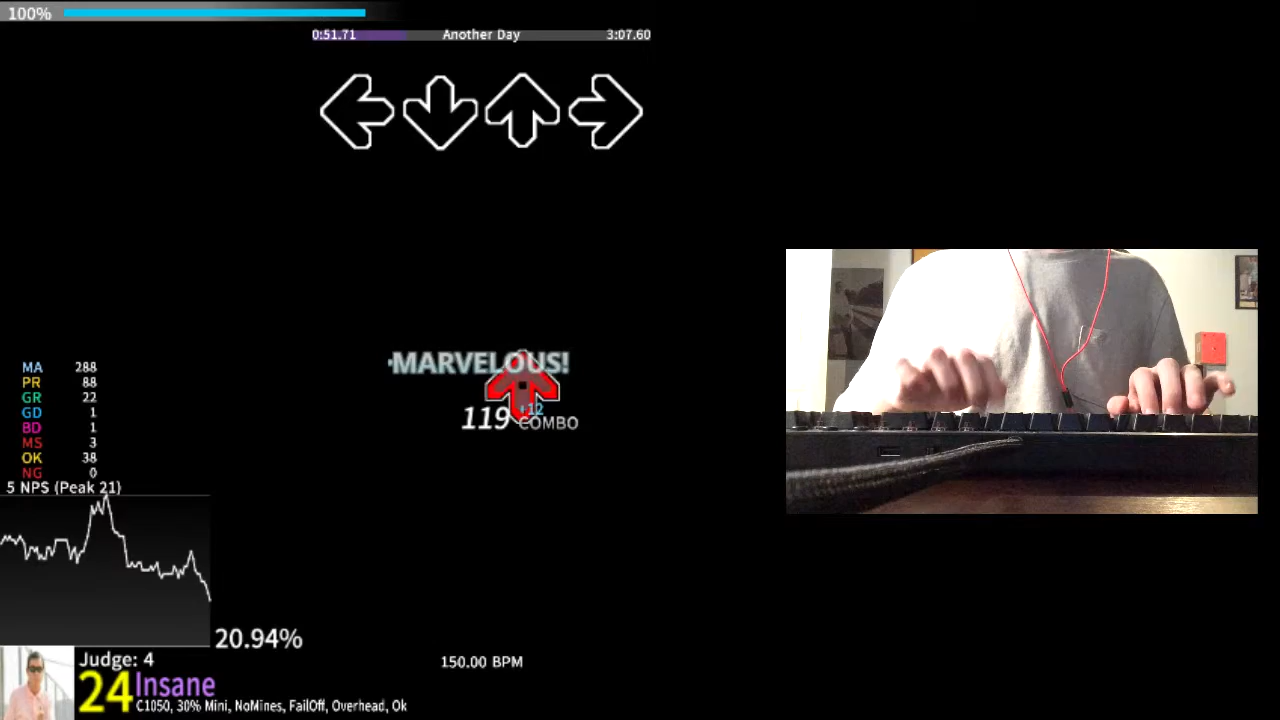 100%
0:51.71 Another Day 3:07.60
MARVELOUS!
+12
119 COMBO
MA 288
PR 88
GR 22
GD 1
BD 1
MS 3
OK 38
NG 0
5 NPS (Peak 21)
20.94%
Judge: 4
150.00 BPM
24 Insane
C1050, 30% Mini, NoMines, FailOff, Overhead, Ok